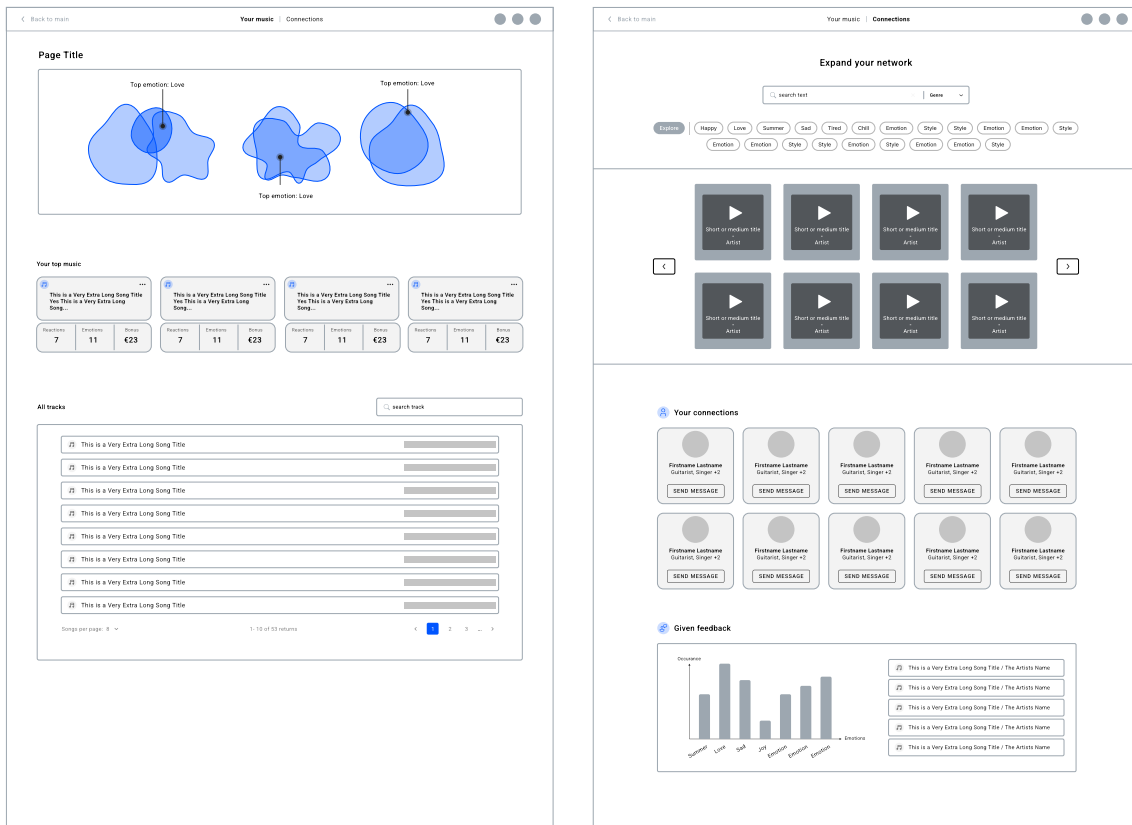 Back to main
Your music | Connections
Page Title
Top emotion: Love
Top emotion: Love
Top emotion: Love
Your top music
This is a Very Extra Long Song Title
Yes This is a Very Extra Long
Song...
Reactions Emotions Bonus
7 11 €23
This is a Very Extra Long Song Title
Yes This is a Very Extra Long
Song...
Reactions Emotions Bonus
7 11 €23
This is a Very Extra Long Song Title
Yes This is a Very Extra Long
Song...
Reactions Emotions Bonus
7 11 €23
This is a Very Extra Long Song Title
Yes This is a Very Extra Long
Song...
Reactions Emotions Bonus
7 11 €23
All tracks
search track
This is a Very Extra Long Song Title
This is a Very Extra Long Song Title
This is a Very Extra Long Song Title
This is a Very Extra Long Song Title
This is a Very Extra Long Song Title
This is a Very Extra Long Song Title
This is a Very Extra Long Song Title
This is a Very Extra Long Song Title
Songs per page: 8
1- 10 of 53 returns
1 2 3 ...
Back to main
Your music | Connections
Expand your network
search text
Genre
Explore Happy Love Summer Sad Tired Chill Emotion Style Style Emotion Emotion Style
Emotion Emotion Style Style Emotion Style Emotion Emotion Style
Short or medium title
-
Artist
Short or medium title
-
Artist
Short or medium title
-
Artist
Short or medium title
-
Artist
Short or medium title
-
Artist
Short or medium title
-
Artist
Short or medium title
-
Artist
Short or medium title
-
Artist
Your connections
Firstname Lastname
Guitarist, Singer +2
SEND MESSAGE
Firstname Lastname
Guitarist, Singer +2
SEND MESSAGE
Firstname Lastname
Guitarist, Singer +2
SEND MESSAGE
Firstname Lastname
Guitarist, Singer +2
SEND MESSAGE
Firstname Lastname
Guitarist, Singer +2
SEND MESSAGE
Firstname Lastname
Guitarist, Singer +2
SEND MESSAGE
Firstname Lastname
Guitarist, Singer +2
SEND MESSAGE
Firstname Lastname
Guitarist, Singer +2
SEND MESSAGE
Firstname Lastname
Guitarist, Singer +2
SEND MESSAGE
Firstname Lastname
Guitarist, Singer +2
SEND MESSAGE
Given feedback
Occurance
Emotions
Summer
Love
Sad
Joy
Emotion
Emotion
Emotion
This is a Very Extra Long Song Title / The Artists Name
This is a Very Extra Long Song Title / The Artists Name
This is a Very Extra Long Song Title / The Artists Name
This is a Very Extra Long Song Title / The Artists Name
This is a Very Extra Long Song Title / The Artists Name